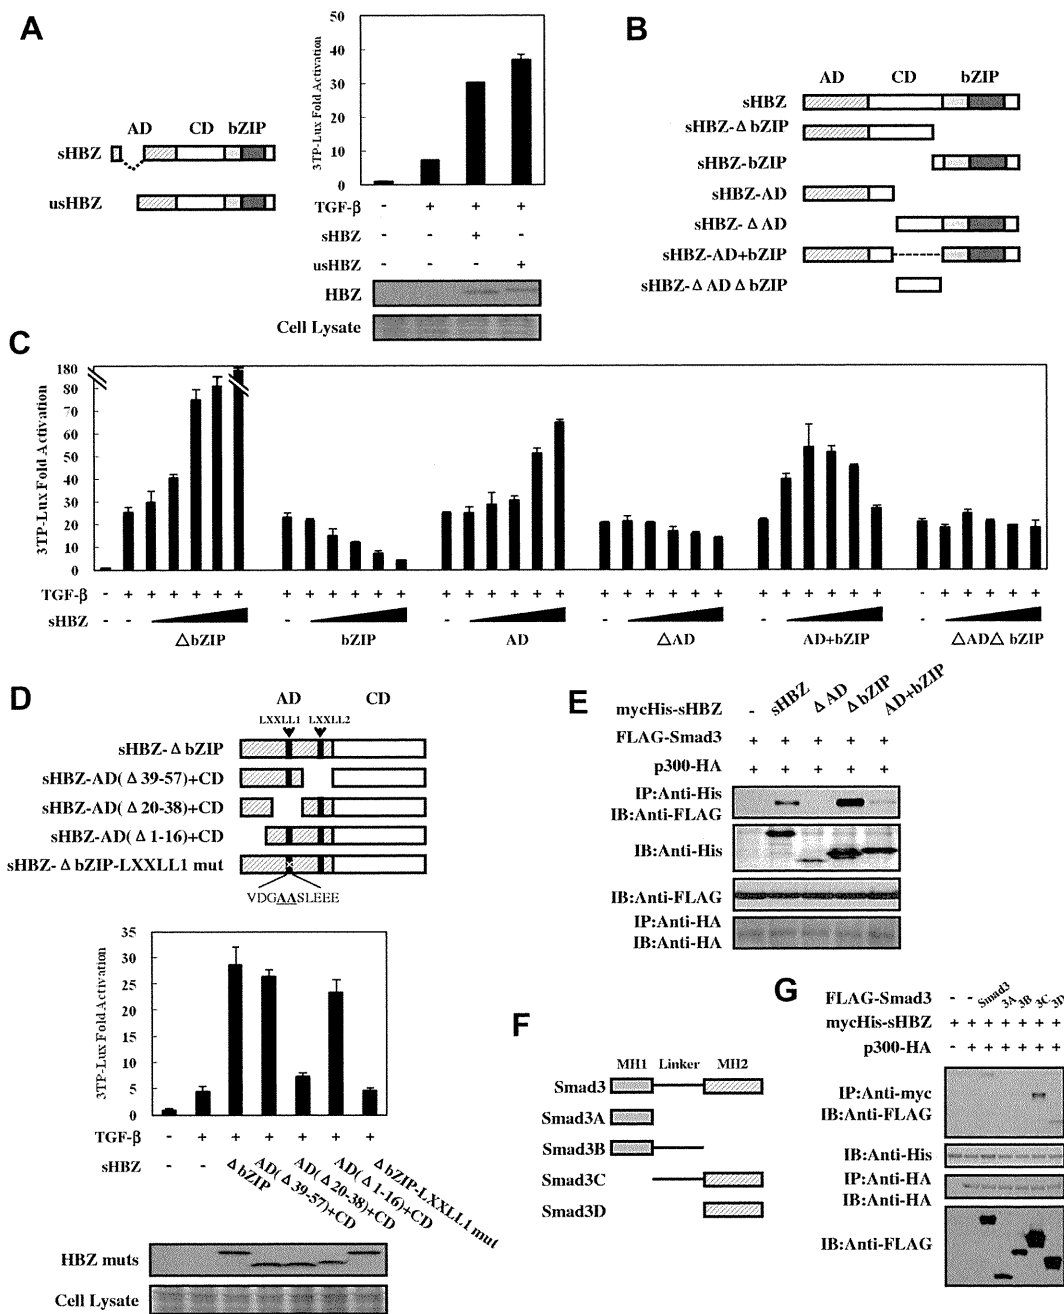 A
AD CD bZIP
sHBZ
usHBZ
3TP-Lux Fold Activation
50
40
30
20
10
0
TGF-β - + + +
sHBZ - - + -
usHBZ - - - +
HBZ
Cell Lysate
B
AD CD bZIP
sHBZ
sHBZ-ΔbZIP
sHBZ-bZIP
sHBZ-AD
sHBZ-ΔAD
sHBZ-AD+bZIP
sHBZ-ΔADΔbZIP
C
3TP-Lux Fold Activation
180
80
70
60
50
40
30
20
10
0
TGF-β - + + + + + + + + + + + + + + + + + + + + + + + + + + + + + + + + + + + + +
sHBZ - - - - - - -
ΔbZIP bZIP AD ΔAD AD+bZIP ΔADΔ bZIP
D
AD CD
LXXLL1 LXXLL2
sHBZ-ΔbZIP
sHBZ-AD(Δ39-57)+CD
sHBZ-AD(Δ20-38)+CD
sHBZ-AD(Δ1-16)+CD
sHBZ-ΔbZIP-LXXLL1 mut
VDGAASLEEE
3TP-Lux Fold Activation
35
30
25
20
15
10
5
0
TGF-β - + + + + + +
sHBZ - - ΔbZIP AD(Δ39-57)+CD AD(Δ20-38)+CD AD(Δ1-16)+CD ΔbZIP-LXXLL1 mut
HBZ muts
Cell Lysate
E
mycHis-sHBZ - sHBZ ΔAD ΔbZIP AD+bZIP
FLAG-Smad3 + + + + +
p300-HA + + + + +
IP:Anti-His
IB:Anti-FLAG
IB:Anti-His
IB:Anti-FLAG
IP:Anti-HA
IB:Anti-HA
F
MH1 Linker MH2
Smad3
Smad3A
Smad3B
Smad3C
Smad3D
G
FLAG-Smad3 - - Smad3 3A 3B 3C 3D
mycHis-sHBZ + + + + + + +
p300-HA - + + + + + +
IP:Anti-myc
IB:Anti-FLAG
IB:Anti-His
IP:Anti-HA
IB:Anti-HA
IB:Anti-FLAG